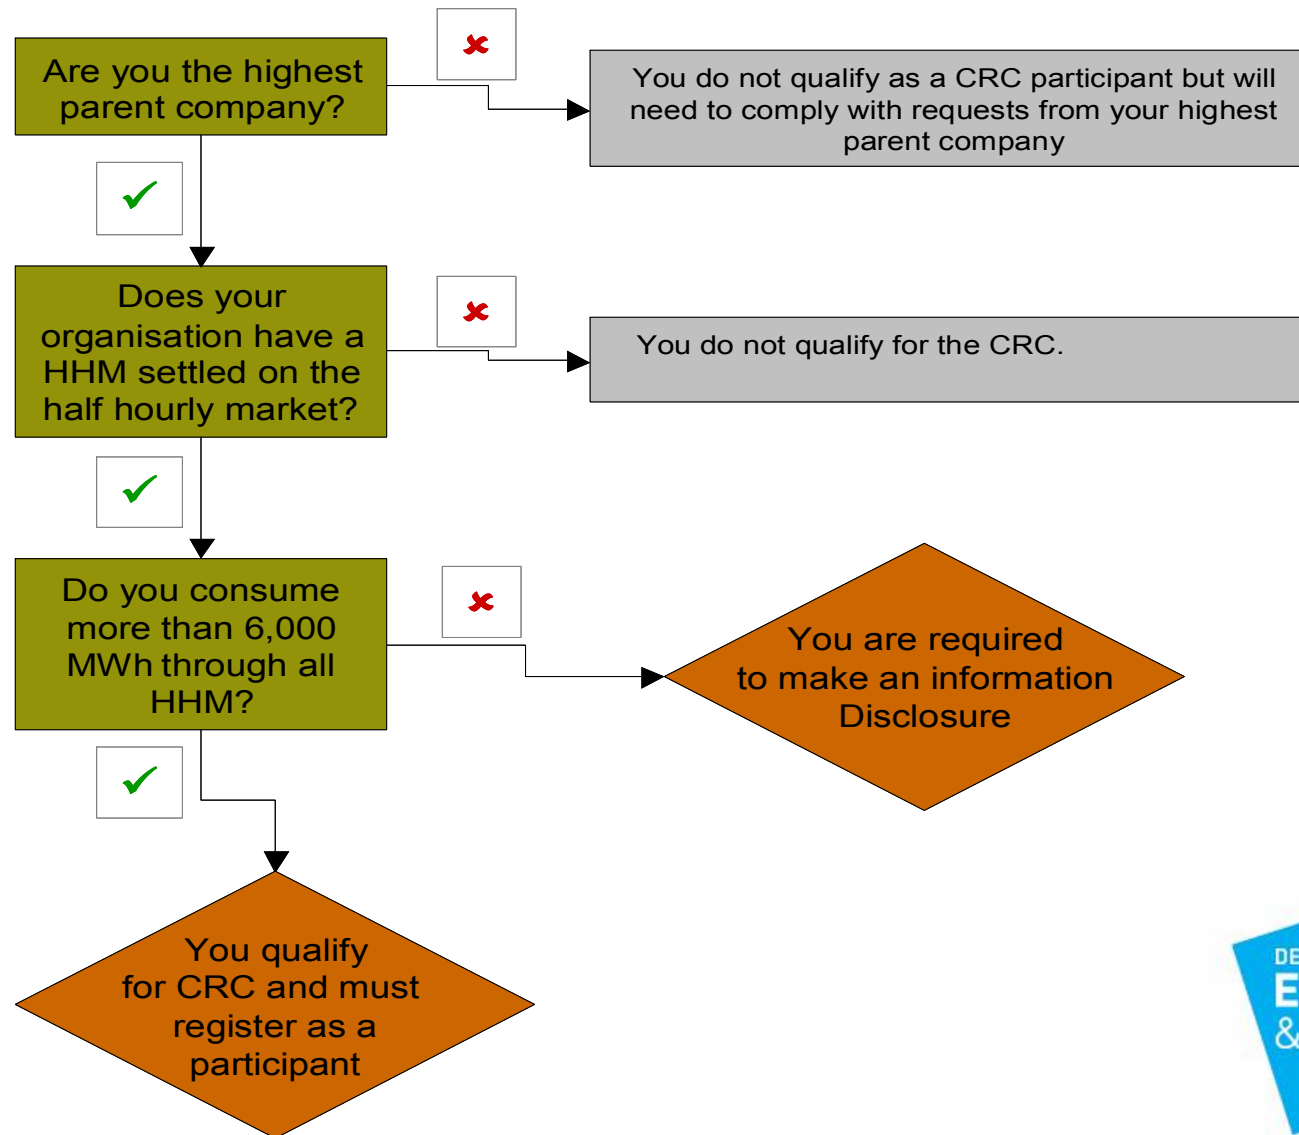 Are you the highest
parent company?
You do not qualify as a CRC participant but will
need to comply with requests from your highest
parent company
Does your
organisation have a
HHM settled on the
half hourly market?
You do not qualify for the CRC.
Do you consume
more than 6,000
MWh through all
HHM?
You are required
to make an information
Disclosure
You qualify
for CRC and must
register as a
participant
DE
E
&